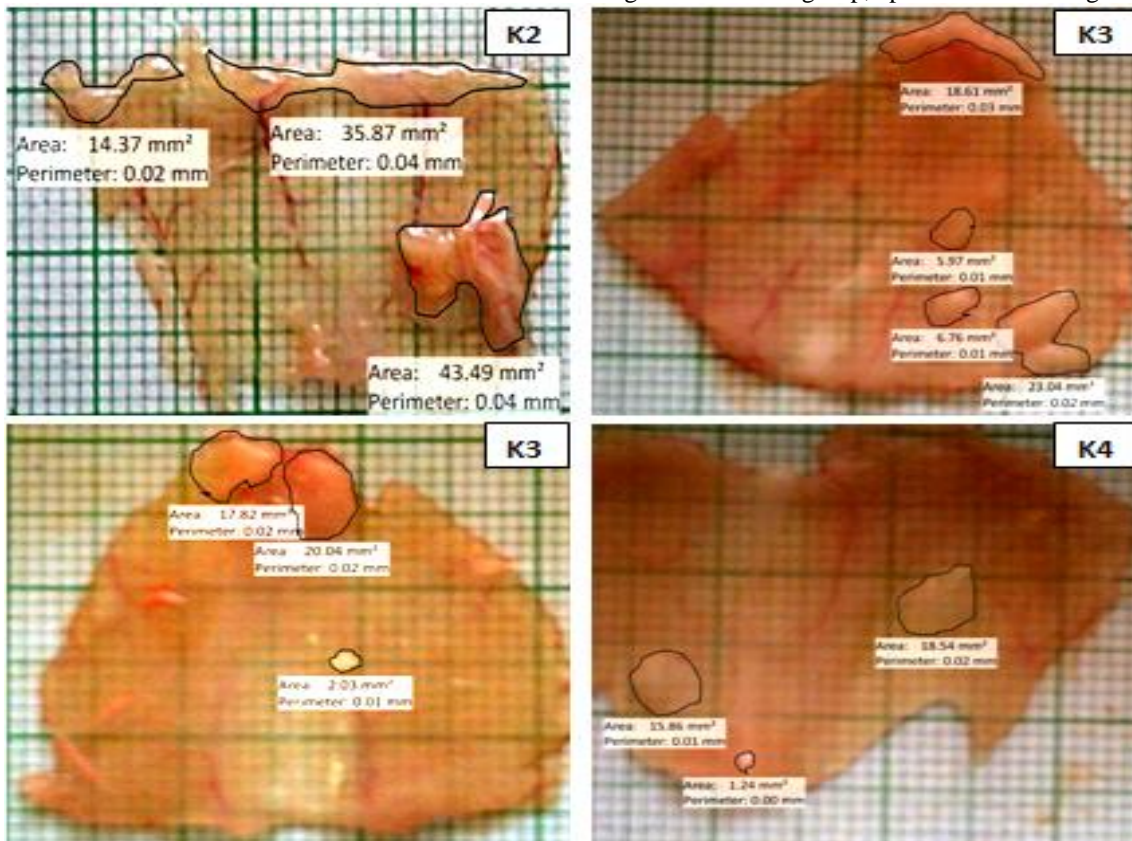 K2
Area: 14.37 mm²
Perimeter: 0.02 mm
Area: 35.87 mm²
Perimeter: 0.04 mm
Area: 43.49 mm²
Perimeter: 0.04 mm
K3
Area: 18.61 mm²
Perimeter: 0.03 mm
Area: 5.97 mm²
Perimeter: 0.01 mm
Area: 6.76 mm²
Perimeter: 0.01 mm
Area: 23.04 mm²
Perimeter: 0.02 mm
K3
Area 17.82 mm²
Perimeter: 0.02 mm
Area 20.04 mm²
Perimeter: 0.02 mm
Area 2.03 mm²
Perimeter: 0.01 mm
K4
Area: 18.54 mm²
Perimeter: 0.02 mm
Area: 15.86 mm²
Perimeter: 0.01 mm
Area: 1.24 mm²
Perimeter: 0.00 mm